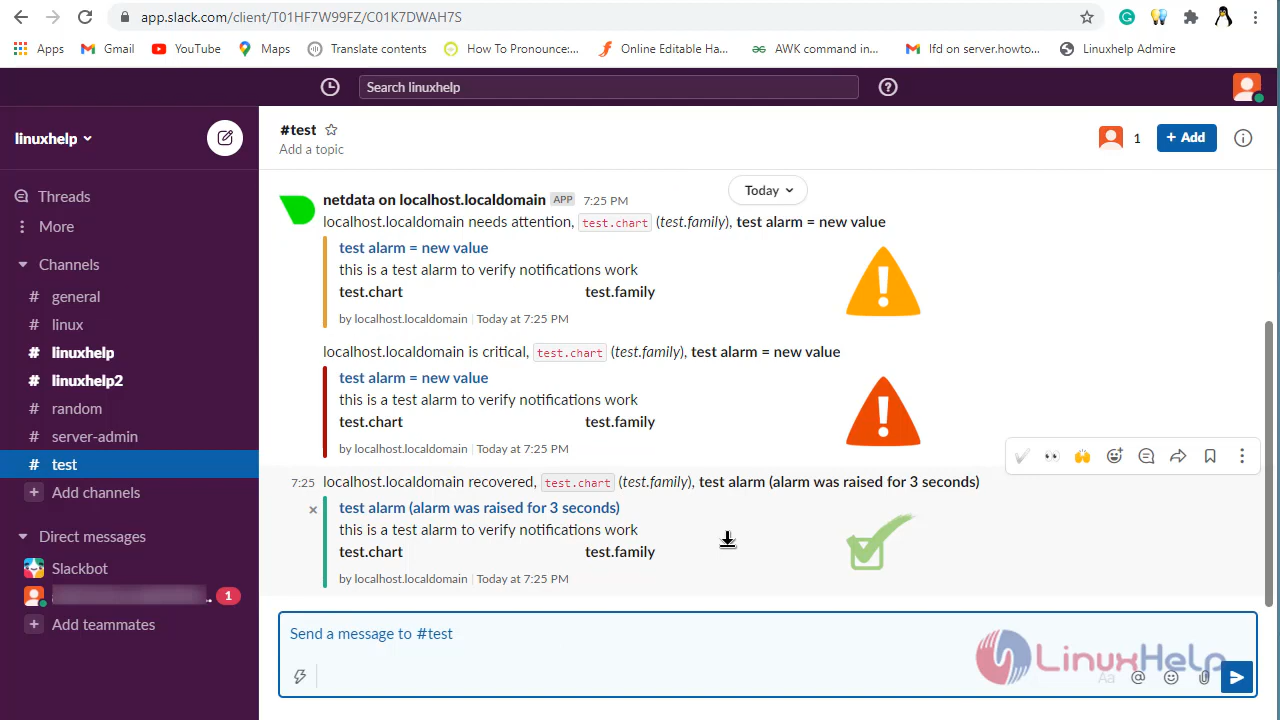 app.slack.com/client/T01HF7W99FZ/C01K7DWAH7S
Apps Gmail YouTube Maps Translate contents How To Pronounce:... Online Editable Ha... AWK command in... lfd on server.howto... Linuxhelp Admire
Search linuxhelp
linuxhelp
#test
Add a topic
1
+ Add
Threads
More
Channels
# general
# linux
# linuxhelp
# linuxhelp2
# random
# server-admin
# test
+ Add channels
Direct messages
Slackbot
1
+ Add teammates
Today
netdata on localhost.localdomain APP 7:25 PM
localhost.localdomain needs attention, test.chart (test.family), test alarm = new value
test alarm = new value
this is a test alarm to verify notifications work
test.chart test.family
by localhost.localdomain | Today at 7:25 PM
localhost.localdomain is critical, test.chart (test.family), test alarm = new value
test alarm = new value
this is a test alarm to verify notifications work
test.chart test.family
by localhost.localdomain | Today at 7:25 PM
7:25 localhost.localdomain recovered, test.chart (test.family), test alarm (alarm was raised for 3 seconds)
test alarm (alarm was raised for 3 seconds)
this is a test alarm to verify notifications work
test.chart test.family
by localhost.localdomain | Today at 7:25 PM
Send a message to #test
LinuxHelp
Aa @